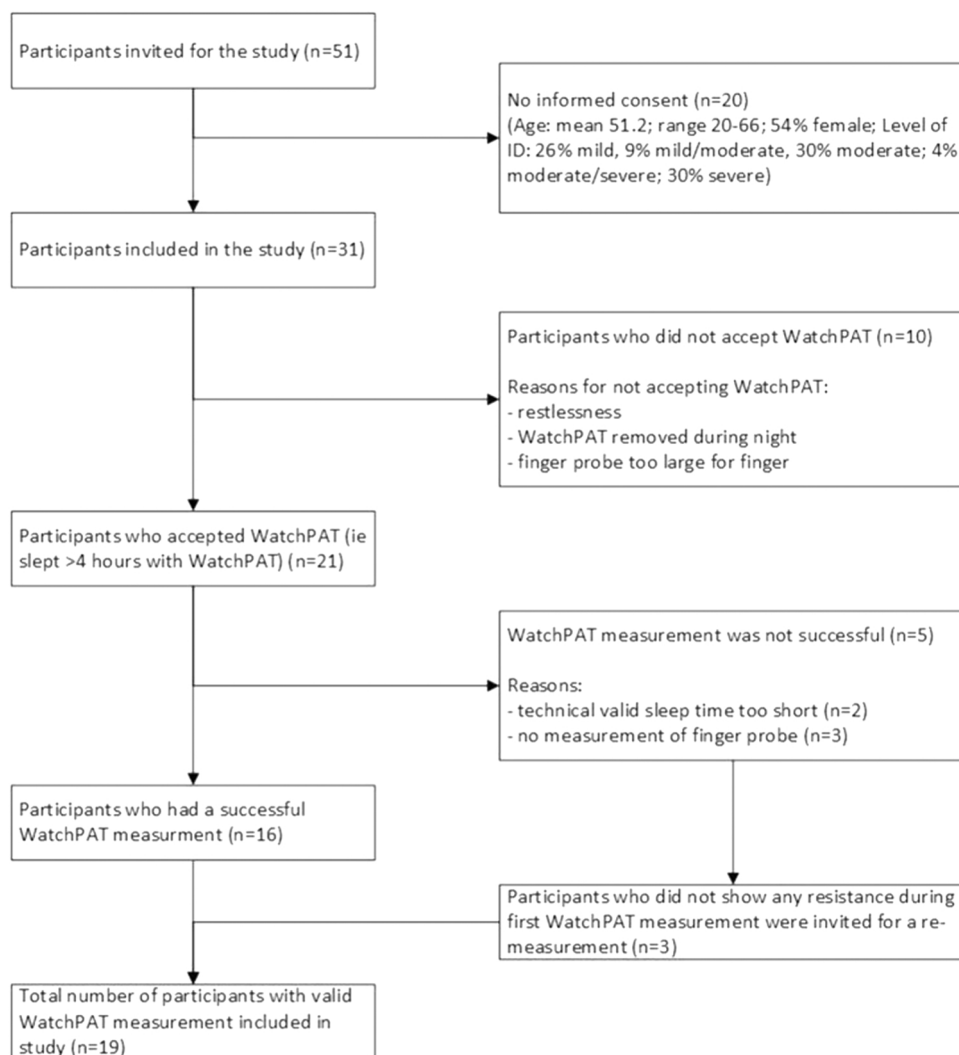 Participants invited for the study (n=51)
No informed consent (n=20)
(Age: mean 51.2; range 20-66; 54% female; Level of
ID: 26% mild, 9% mild/moderate, 30% moderate; 4%
moderate/severe; 30% severe)
Participants included in the study (n=31)
Participants who did not accept WatchPAT (n=10)
Reasons for not accepting WatchPAT:
- restlessness
- WatchPAT removed during night
- finger probe too large for finger
Participants who accepted WatchPAT (ie
slept >4 hours with WatchPAT) (n=21)
WatchPAT measurement was not successful (n=5)
Reasons:
- technical valid sleep time too short (n=2)
- no measurement of finger probe (n=3)
Participants who had a successful
WatchPAT measurment (n=16)
Participants who did not show any resistance during
first WatchPAT measurement were invited for a re-
measurement (n=3)
Total number of participants with valid
WatchPAT measurement included in
study (n=19)